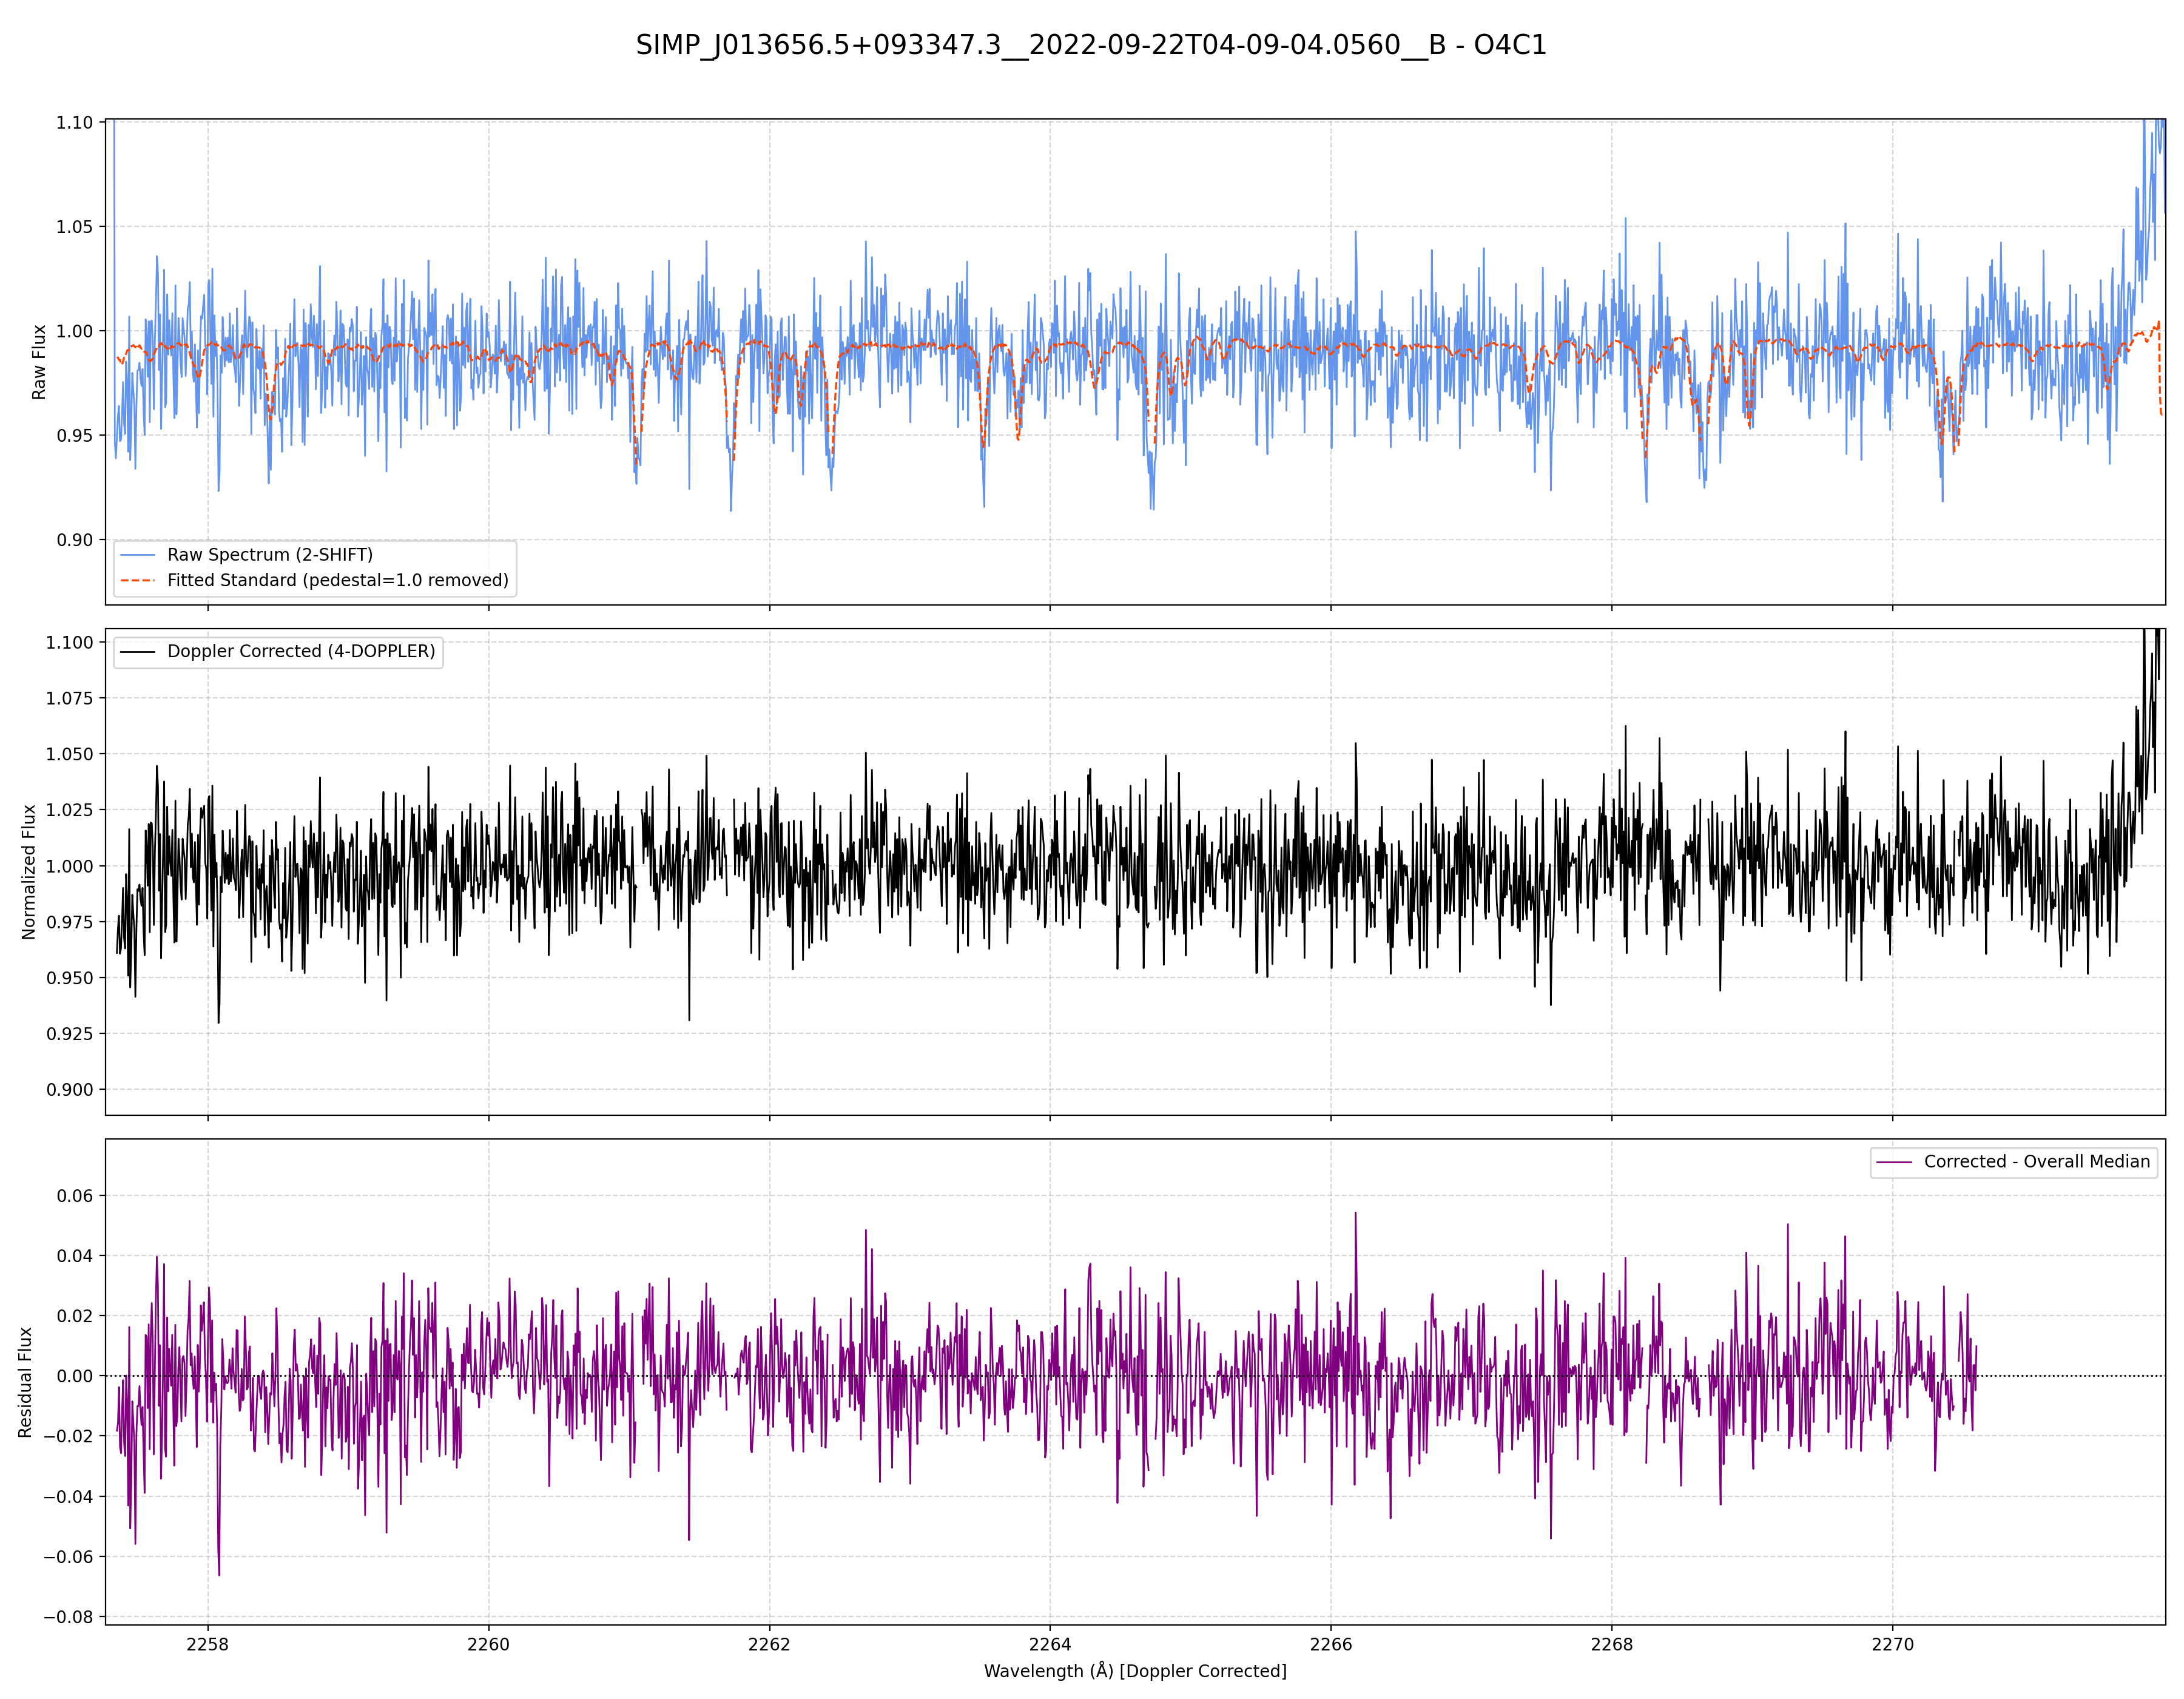 SIMP_J013656.5+093347.3__2022-09-22T04-09-04.0560__B - O4C1
1.10
1.05
1.00
0.95
0.90
Raw Flux
Raw Spectrum (2-SHIFT)
Fitted Standard (pedestal=1.0 removed)
1.100
1.075
1.050
1.025
1.000
0.975
0.950
0.925
0.900
Normalized Flux
Doppler Corrected (4-DOPPLER)
0.06
0.04
0.02
0.00
−0.02
−0.04
−0.06
−0.08
Residual Flux
Corrected - Overall Median
2258 2260 2262 2264 2266 2268 2270
Wavelength (Å) [Doppler Corrected]